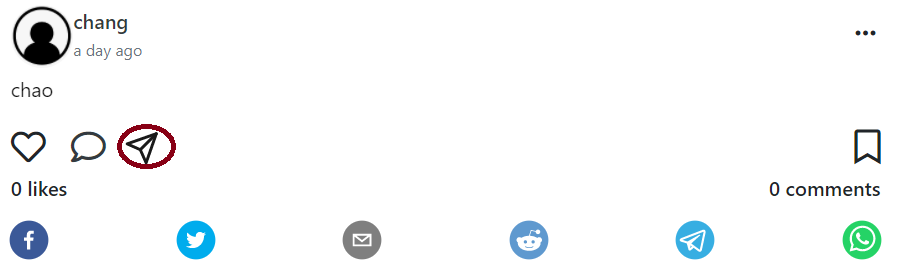 chang
a day ago
chao
0 likes
0 comments